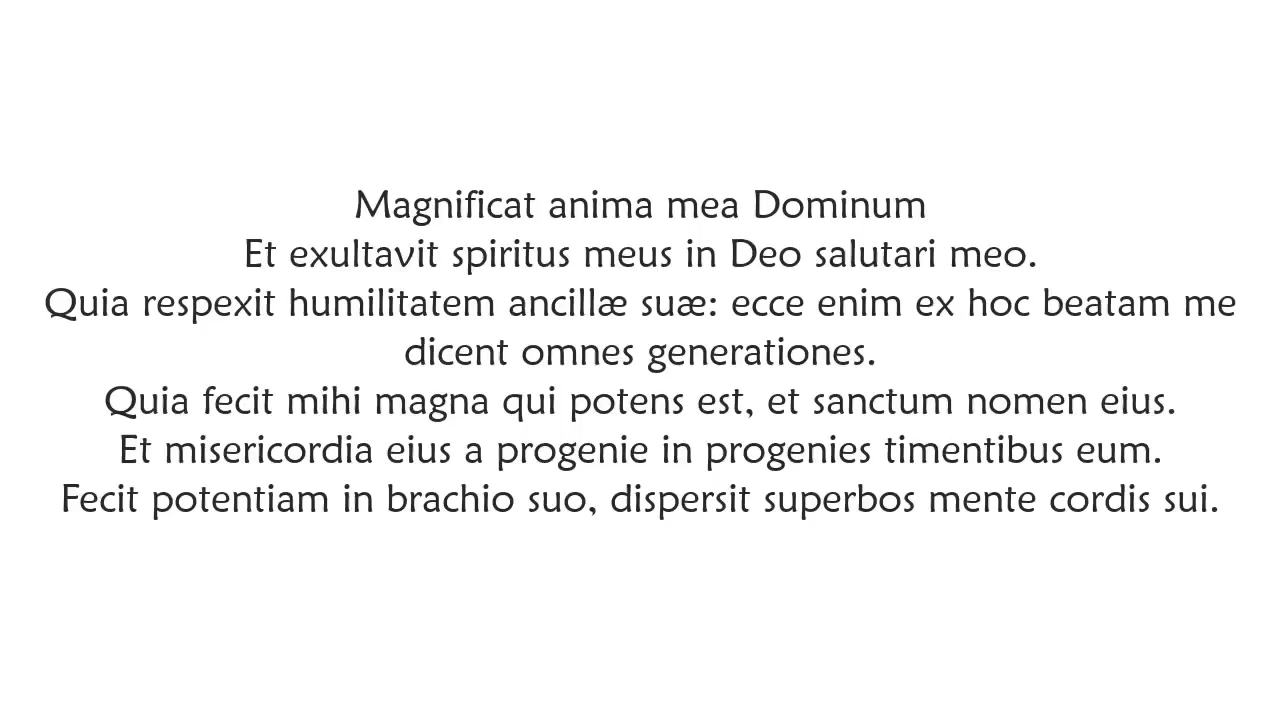 Magnificat anima mea Dominum
Et exultavit spiritus meus in Deo salutari meo.
Quia respexit humilitatem ancillæ suæ: ecce enim ex hoc beatam me
dicent omnes generationes.
Quia fecit mihi magna qui potens est, et sanctum nomen eius.
Et misericordia eius a progenie in progenies timentibus eum.
Fecit potentiam in brachio suo, dispersit superbos mente cordis sui.